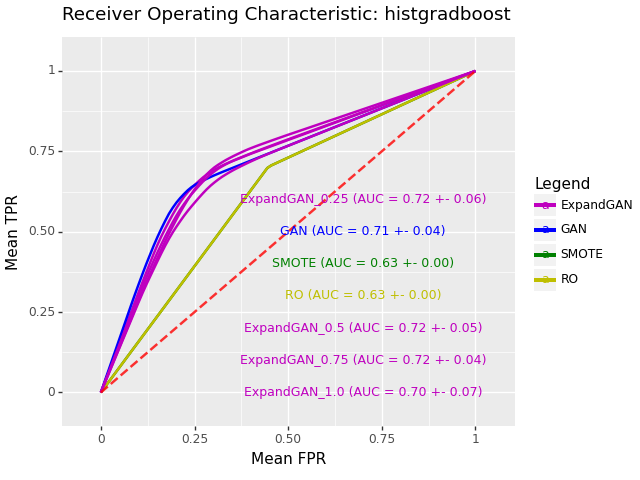 Receiver Operating Characteristic: histgradboost
1
0.75
0.50
0.25
0
Mean TPR
ExpandGAN_0.25 (AUC = 0.72 +- 0.06)
GAN (AUC = 0.71 +- 0.04)
SMOTE (AUC = 0.63 +- 0.00)
RO (AUC = 0.63 +- 0.00)
ExpandGAN_0.5 (AUC = 0.72 +- 0.05)
ExpandGAN_0.75 (AUC = 0.72 +- 0.04)
ExpandGAN_1.0 (AUC = 0.70 +- 0.07)
0 0.25 0.50 0.75 1
Mean FPR
Legend
a ExpandGAN
a GAN
a SMOTE
a RO